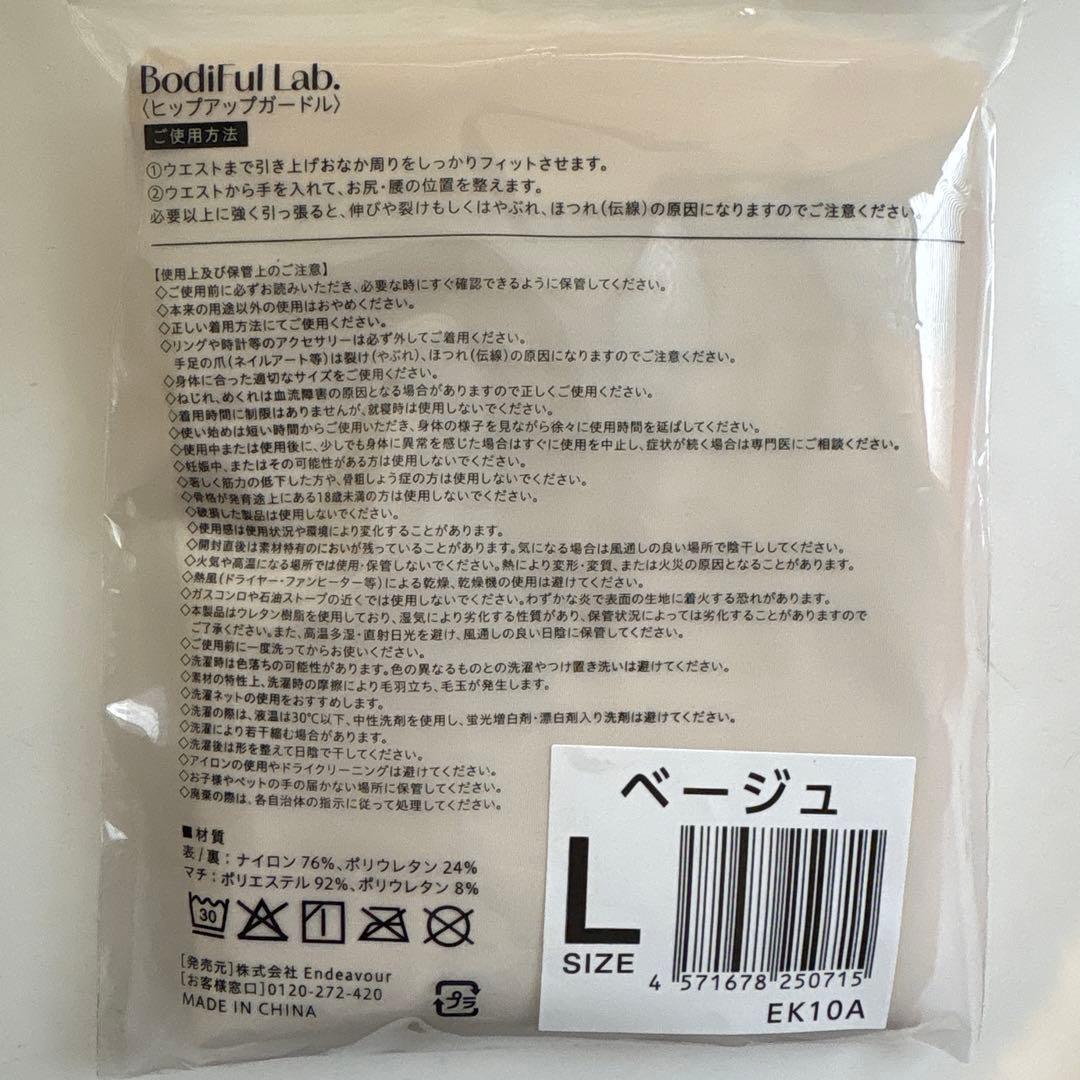 BodiFul Lab.
〈ヒップアップガードル〉
ご使用方法
①ウエストまで引き上げおなか周りをしっかりフィットさせます。
②ウエストから手を入れて、お尻・腰の位置を整えます。
必要以上に強く引っ張ると、伸びや裂けもしくはやぶれ、ほつれ(伝線)の原因になりますのでご注意ください。
【使用上及び保管上のご注意】
◇ご使用前に必ずお読みいただき、必要な時にすぐ確認できるように保管してください。
◇本来の用途以外の使用はおやめください。
◇正しい着用方法にてご使用ください。
◇リングや時計等のアクセサリーは必ず外してご着用ください。
手足の爪(ネイルアート等)は裂け(やぶれ)、ほつれ(伝線)の原因になりますのでご注意ください。
◇身体に合った適切なサイズをご使用ください。
◇ねじれ、めくれは血流障害の原因となる場合がありますので正しくご使用ください。
◇着用時間に制限はありませんが、就寝時は使用しないでください。
◇使い始めは短い時間からご使用いただき、身体の様子を見ながら徐々に使用時間を延ばしてください。
◇使用中または使用後に、少しでも身体に異常を感じた場合はすぐに使用を中止し、症状が続く場合は専門医にご相談ください。
◇妊娠中、またはその可能性がある方は使用しないでください。
◇著しく筋力の低下した方や、骨粗しょう症の方は使用しないでください。
◇骨格が発育途上にある18歳未満の方は使用しないでください。
◇破損した製品は使用しないでください。
◇使用感は使用状況や環境により変化することがあります。
◇開封直後は素材特有のにおいが残っていることがあります。気になる場合は風通しの良い場所で陰干ししてください。
◇火気や高温になる場所では使用・保管しないでください。熱により変形・変質、または火災の原因となることがあります。
◇熱風(ドライヤー・ファンヒーター等)による乾燥、乾燥機の使用は避けてください。
◇ガスコンロや石油ストーブの近くでは使用しないでください。わずかな炎で表面の生地に着火する恐れがあります。
◇本製品はウレタン樹脂を使用しており、湿気により劣化する性質があり、保管状況によっては劣化することがありますので
ご了承ください。また、高温多湿・直射日光を避け、風通しの良い日陰に保管してください。
◇ご使用前に一度洗ってからお使いください。
◇洗濯時は色落ちの可能性があります。色の異なるものとの洗濯やつけ置き洗いは避けてください。
◇素材の特性上、洗濯時の摩擦により毛羽立ち、毛玉が発生します。
◇洗濯ネットの使用をおすすめします。
◇洗濯の際は、液温は30℃以下、中性洗剤を使用し、蛍光増白剤・漂白剤入り洗剤は避けてください。
◇洗濯により若干縮む場合があります。
◇洗濯後は形を整えて日陰で干してください。
◇アイロンの使用やドライクリーニングは避けてください。
◇お子様やペットの手の届かない場所に保管してください。
◇廃棄の際は、各自治体の指示に従って処理してください。
■材質
表/裏：ナイロン 76%、ポリウレタン 24%
マチ：ポリエステル 92%、ポリウレタン 8%
30
[発売元]株式会社 Endeavour
[お客様窓口]0120-272-420
MADE IN CHINA
プラ
ベージュ
L
SIZE
4 571678 250715
EK10A